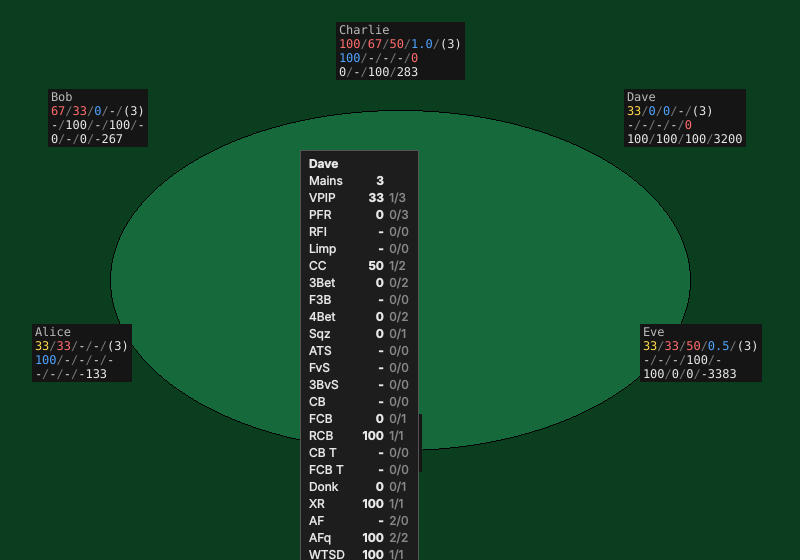 Charlie
100/67/50/1.0/(3)
100/-/-/-/0
0/-/100/283
Bob
67/33/0/-/(3)
-/100/-/100/-
0/-/0/-267
Dave
33/0/0/-/(3)
-/-/-/-/0
100/100/100/3200
Alice
33/33/-/-/(3)
100/-/-/-/-
-/-/-/-133
Eve
33/33/50/0.5/(3)
-/-/-/100/-
100/0/0/-3383
Dave
Mains 3
VPIP 33 1/3
PFR 0 0/3
RFI - 0/0
Limp - 0/0
CC 50 1/2
3Bet 0 0/2
F3B - 0/0
4Bet 0 0/2
Sqz 0 0/1
ATS - 0/0
FvS - 0/0
3BvS - 0/0
CB - 0/0
FCB 0 0/1
RCB 100 1/1
CB T - 0/0
FCB T - 0/0
Donk 0 0/1
XR 100 1/1
AF - 2/0
AFq 100 2/2
WTSD 100 1/1